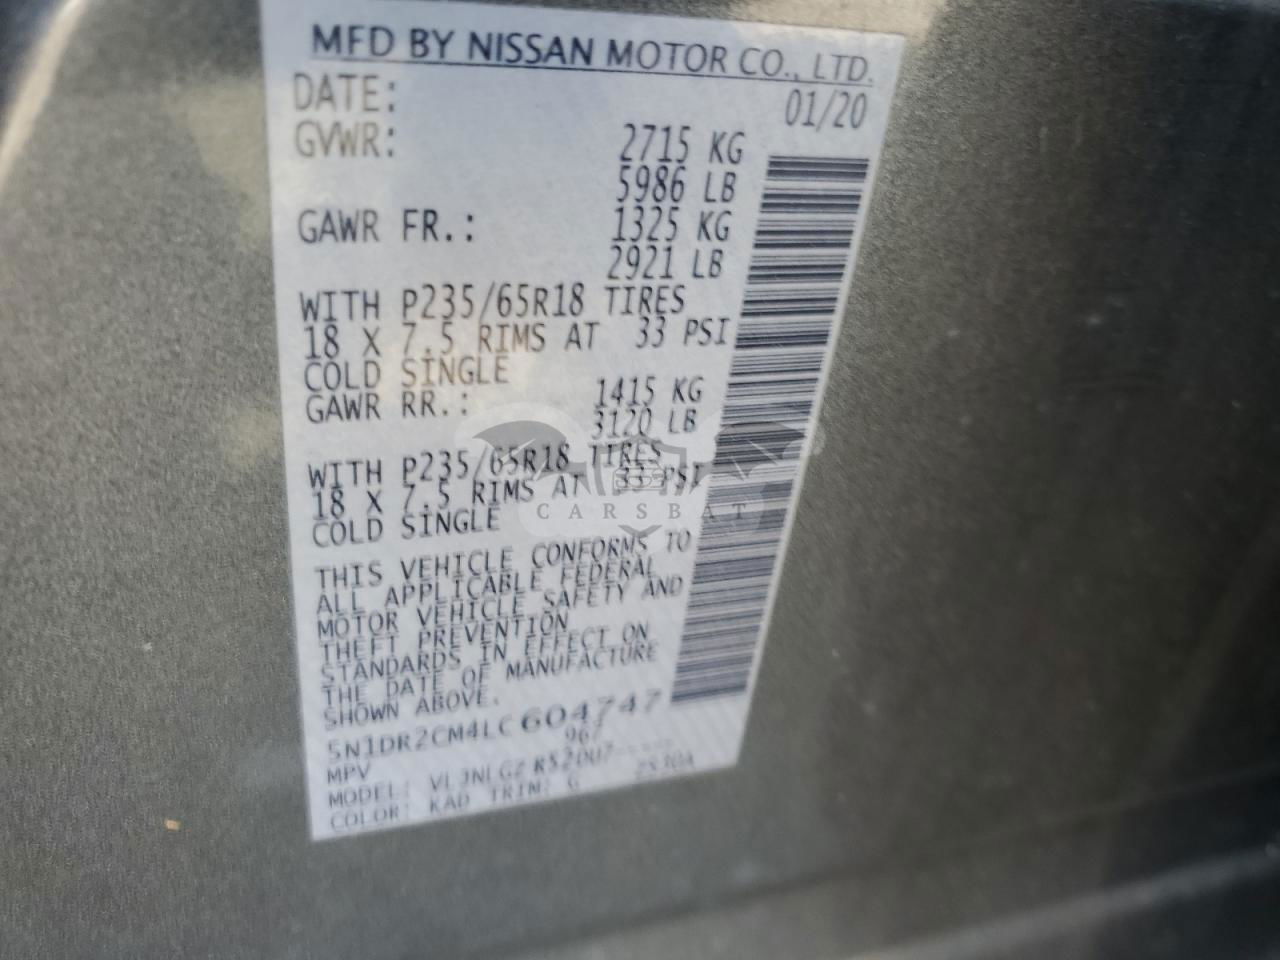 MFD BY NISSAN MOTOR CO., LTD.
DATE: 01/20
GVWR: 2715 KG
5986 LB
GAWR FR.: 1325 KG
2921 LB
WITH P235/65R18 TIRES
18 X 7.5 RIMS AT 33 PSI
COLD SINGLE
GAWR RR.: 1415 KG
3120 LB
WITH P235/65R18 TIRES
18 X 7.5 RIMS AT 33 PSI
COLD SINGLE
CARSBAT
THIS VEHICLE CONFORMS TO
ALL APPLICABLE FEDERAL
MOTOR VEHICLE SAFETY AND
THEFT PREVENTION
STANDARDS IN EFFECT ON
THE DATE OF MANUFACTURE
SHOWN ABOVE.
5N1DR2CM4LC604747
MPV
MODEL:
COLOR: KAD TRIM: G